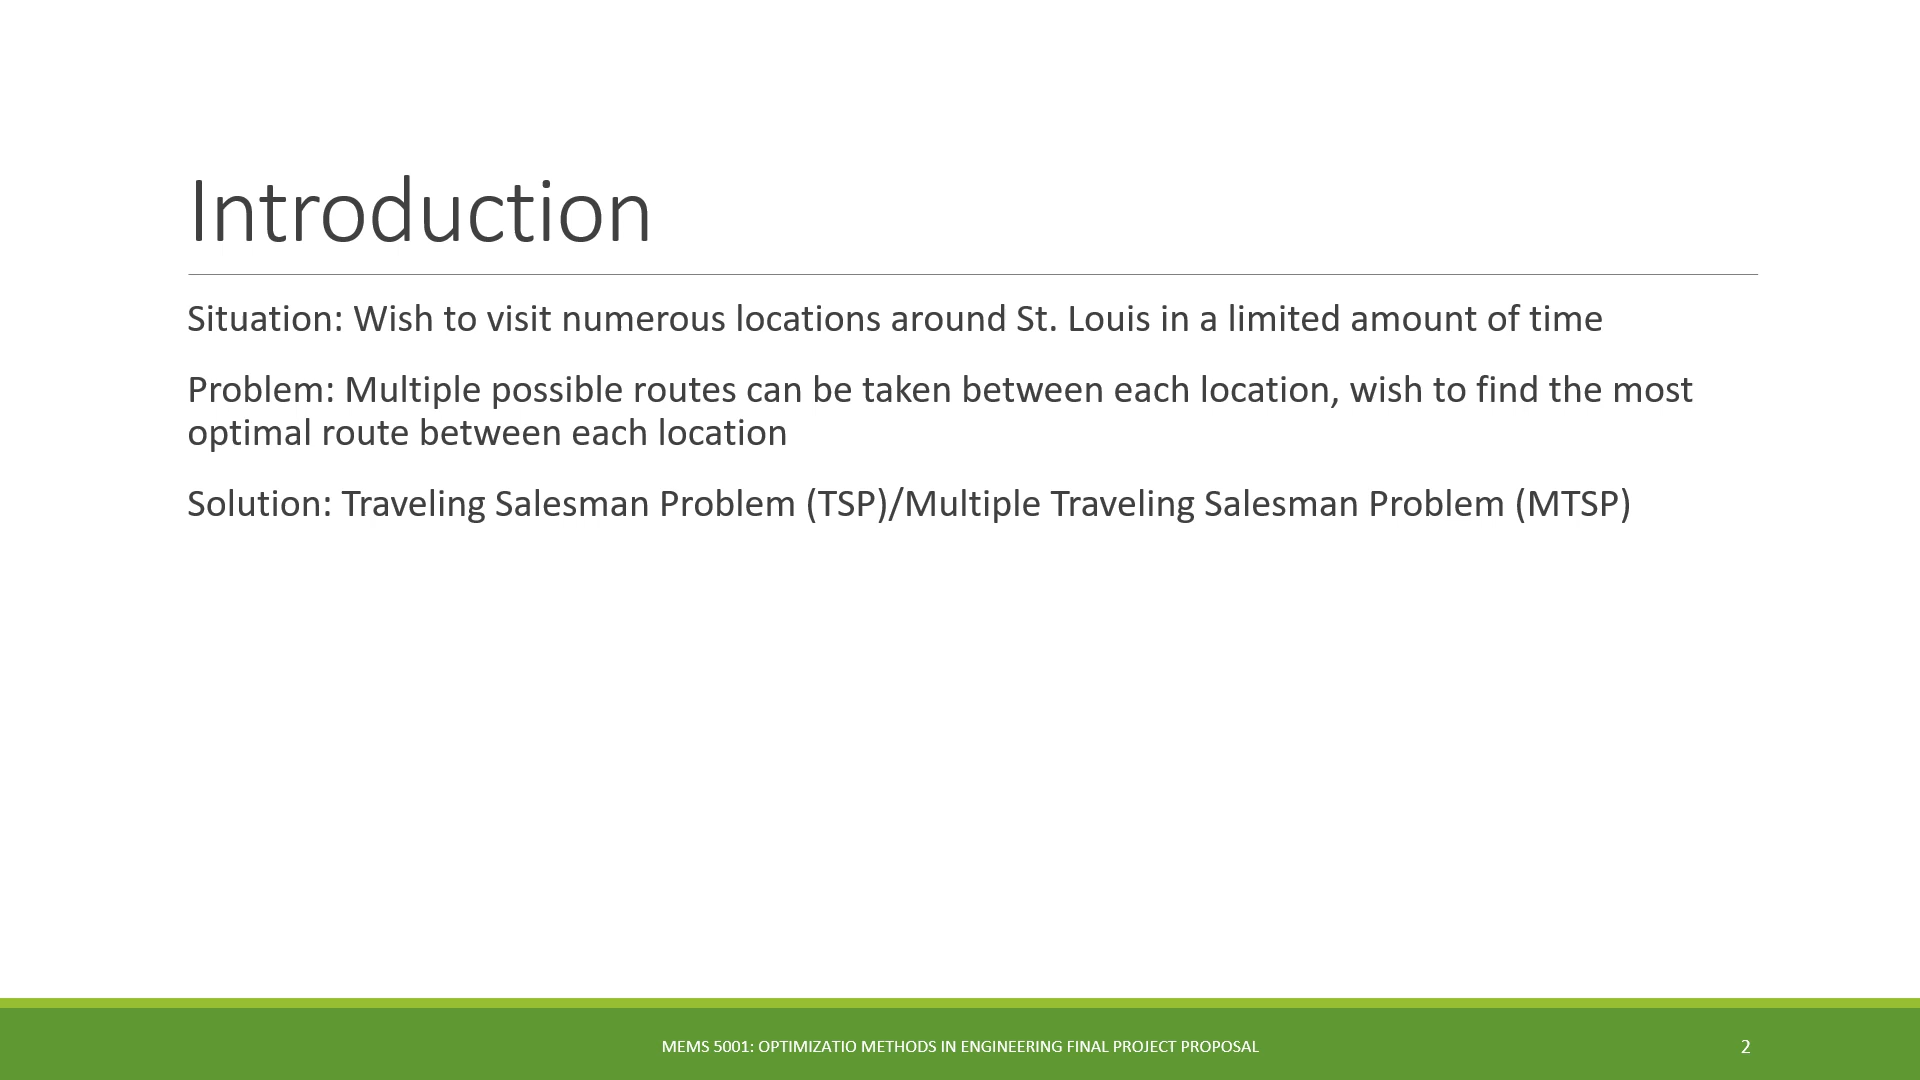 Introduction
Situation: Wish to visit numerous locations around St. Louis in a limited amount of time
Problem: Multiple possible routes can be taken between each location, wish to find the most
optimal route between each location
Solution: Traveling Salesman Problem (TSP)/Multiple Traveling Salesman Problem (MTSP)
MEMS 5001: OPTIMIZATIO METHODS IN ENGINEERING FINAL PROJECT PROPOSAL
2